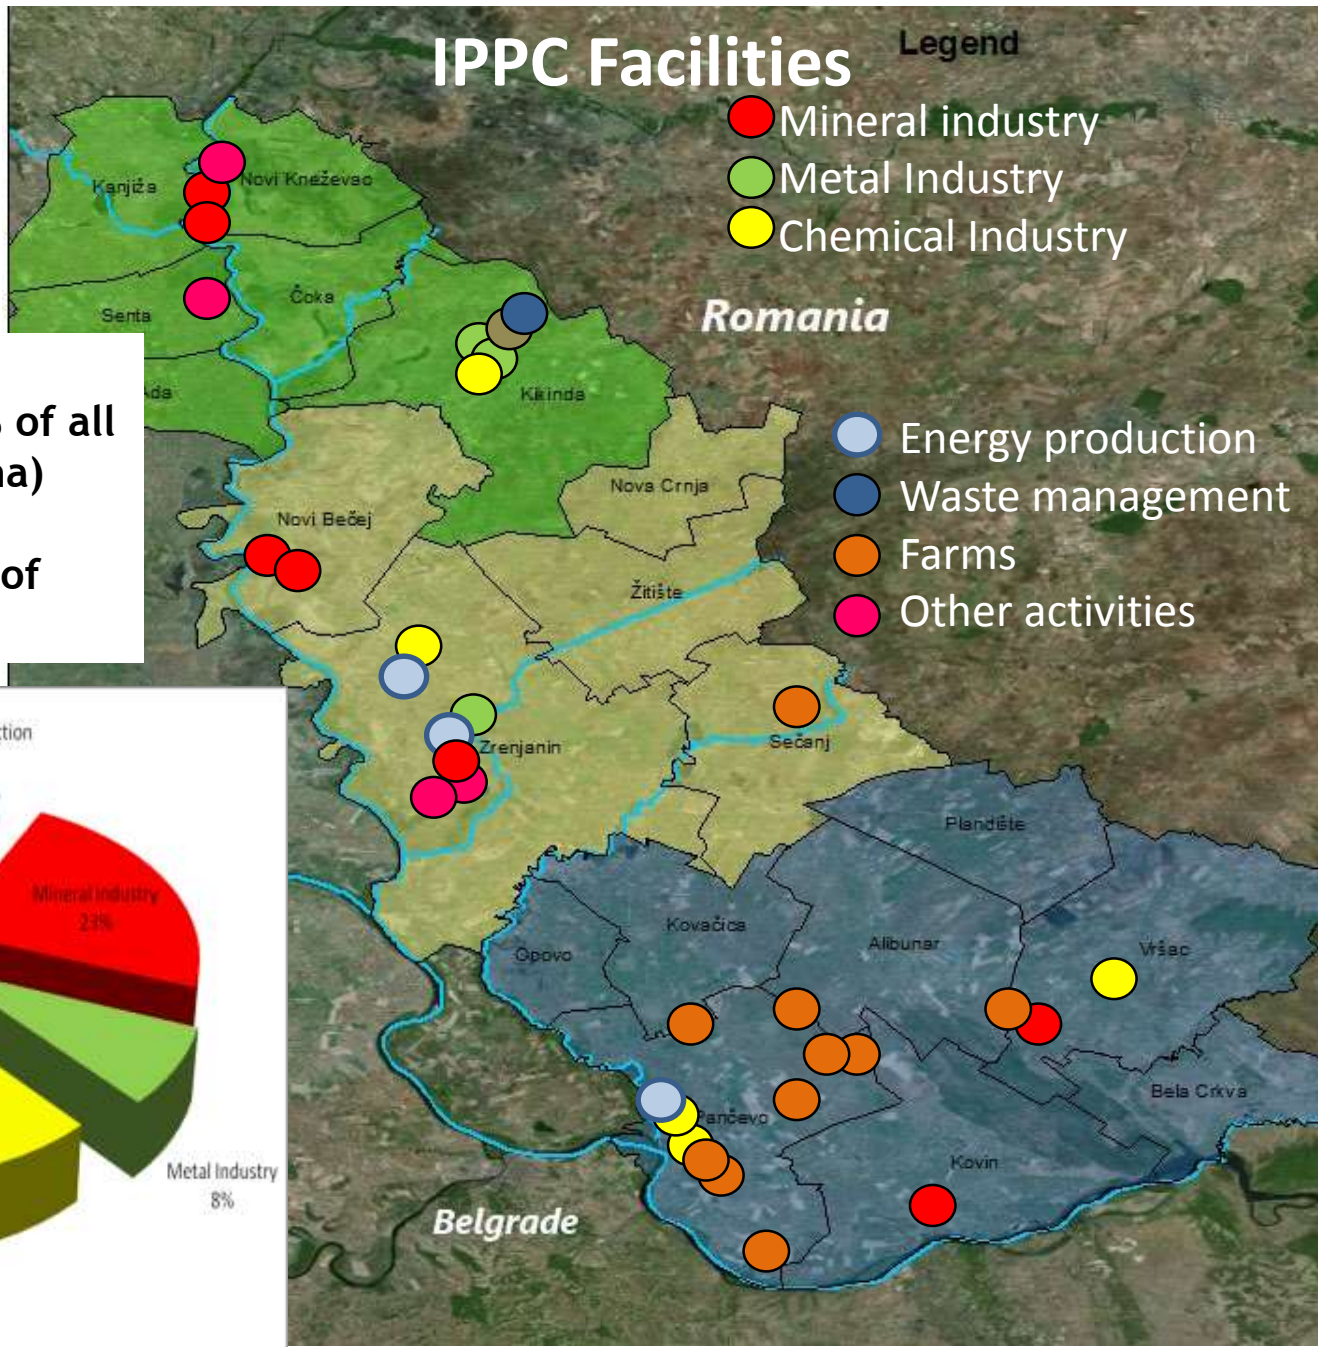 IPPC Facilities
Legend
Mineral industry
Metal Industry
Chemical Industry
Kanjiža
Novi Kneževac
Senta
Čoka
Romania
Kikinda
of all
of
Energy production
Waste management
Farms
Other activities
Nova Crnja
Novi Bečej
Žitište
Zrenjanin
Sečanj
Plandište
Mineral industry
23%
Kovačica
Alibunar
Opovo
Vršac
Pančevo
Bela Crkva
Metal Industry
8%
Kovin
Belgrade